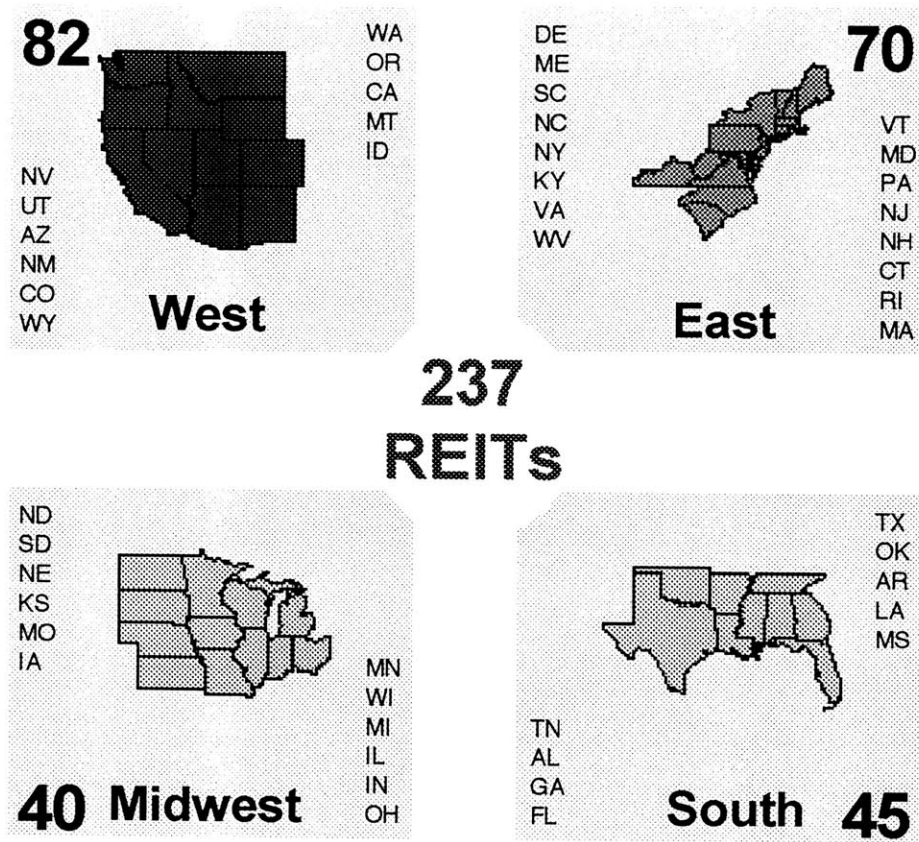 82
WA
OR
CA
MT
ID
NV
UT
AZ
NM
CO
WY
West
DE
ME
SC
NC
NY
KY
VA
WV
70
VT
MD
PA
NJ
NH
CT
RI
MA
East
237
REITs
ND
SD
NE
KS
MO
IA
MN
WI
MI
IL
IN
OH
40 Midwest
TX
OK
AR
LA
MS
TN
AL
GA
FL
South 45